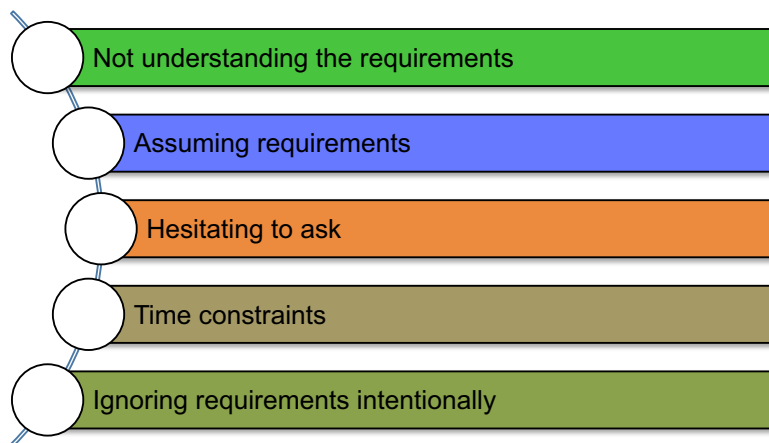 Not understanding the requirements
Assuming requirements
Hesitating to ask
Time constraints
Ignoring requirements intentionally